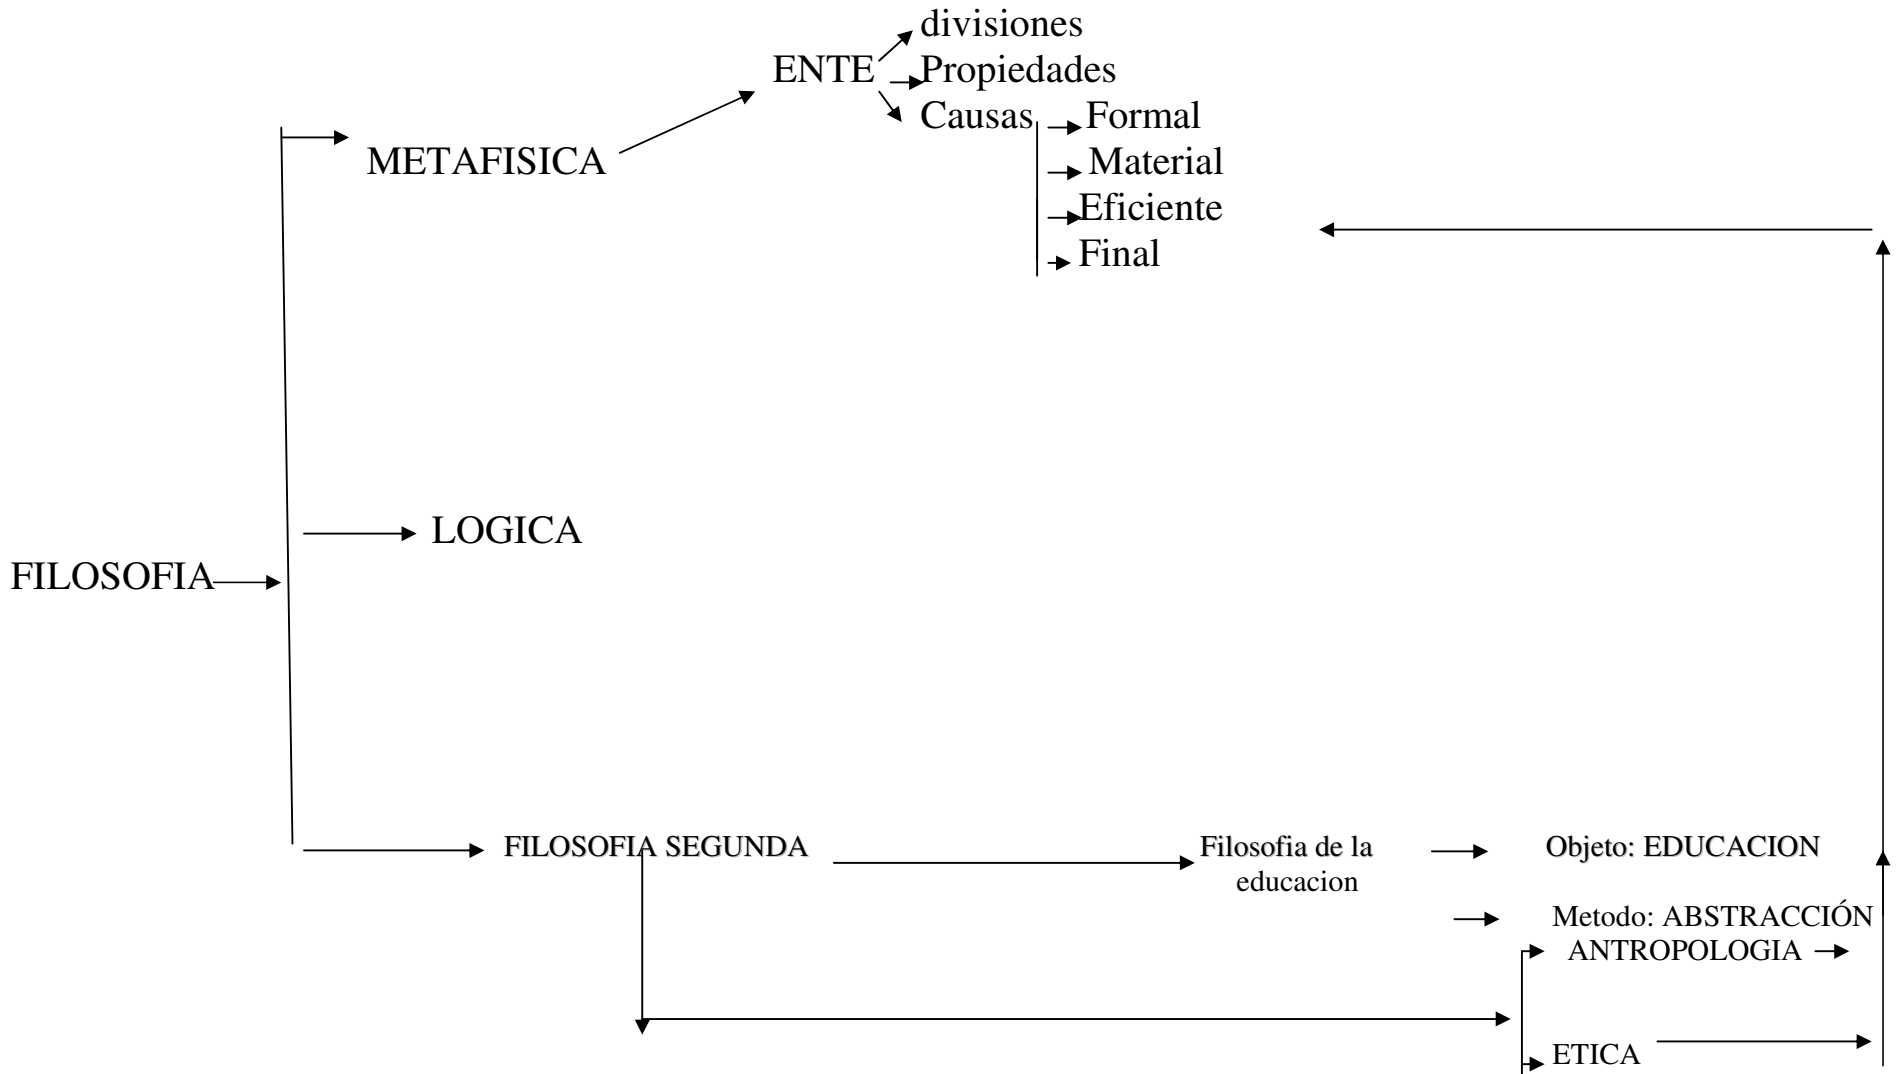 divisiones
ENTE Propiedades
Causas Formal
METAFISICA Material
Eficiente
Final
LOGICA
FILOSOFIA
FILOSOFIA SEGUNDA Filosofia de la Objeto: EDUCACION
educacion
Metodo: ABSTRACCIÓN
ANTROPOLOGIA
ETICA